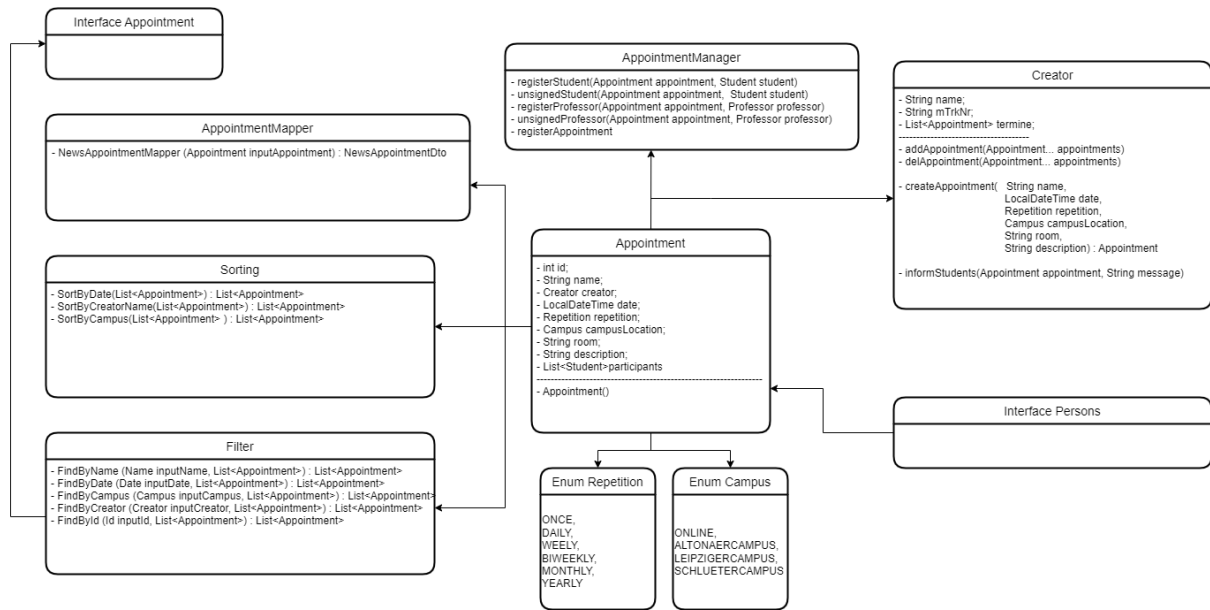 Interface Appointment
AppointmentManager
- registerStudent(Appointment appointment, Student student)
- unsignedStudent(Appointment appointment,  Student student)
- registerProfessor(Appointment appointment, Professor professor)
- unsignedProfessor(Appointment appointment, Professor professor)
- registerAppointment
Creator
- String name;
- String mTrkNr;
- List<Appointment> termine;
-------------------------------------
- addAppointment(Appointment... appointments)
- delAppointment(Appointment... appointments)
- createAppointment(   String name,
LocalDateTime date,
Repetition repetition,
Campus campusLocation,
String room,
String description) : Appointment
- informStudents(Appointment appointment, String message)
AppointmentMapper
- NewsAppointmentMapper (Appointment inputAppointment) : NewsAppointmentDto
Sorting
- SortByDate(List<Appointment>) : List<Appointment>
- SortByCreatorName(List<Appointment>) : List<Appointment>
- SortByCampus(List<Appointment> ) : List<Appointment>
Appointment
- int id;
- String name;
- Creator creator;
- LocalDateTime date;
- Repetition repetition;
- Campus campusLocation;
- String room;
- String description;
- List<Student>participants
-----------------------------------------------------------------
- Appointment()
Interface Persons
Filter
- FindByName (Name inputName, List<Appointment>) : List<Appointment>
- FindByDate (Date inputDate, List<Appointment>) : List<Appointment>
- FindByCampus (Campus inputCampus, List<Appointment>) : List<Appointment>
- FindByCreator (Creator inputCreator, List<Appointment>) : List<Appointment>
- FindById (Id inputId, List<Appointment>) : List<Appointment>
Enum Repetition
ONCE,
DAILY,
WEELY,
BIWEEKLY,
MONTHLY,
YEARLY
Enum Campus
ONLINE,
ALTONAERCAMPUS,
LEIPZIGERCAMPUS,
SCHLUETERCAMPUS